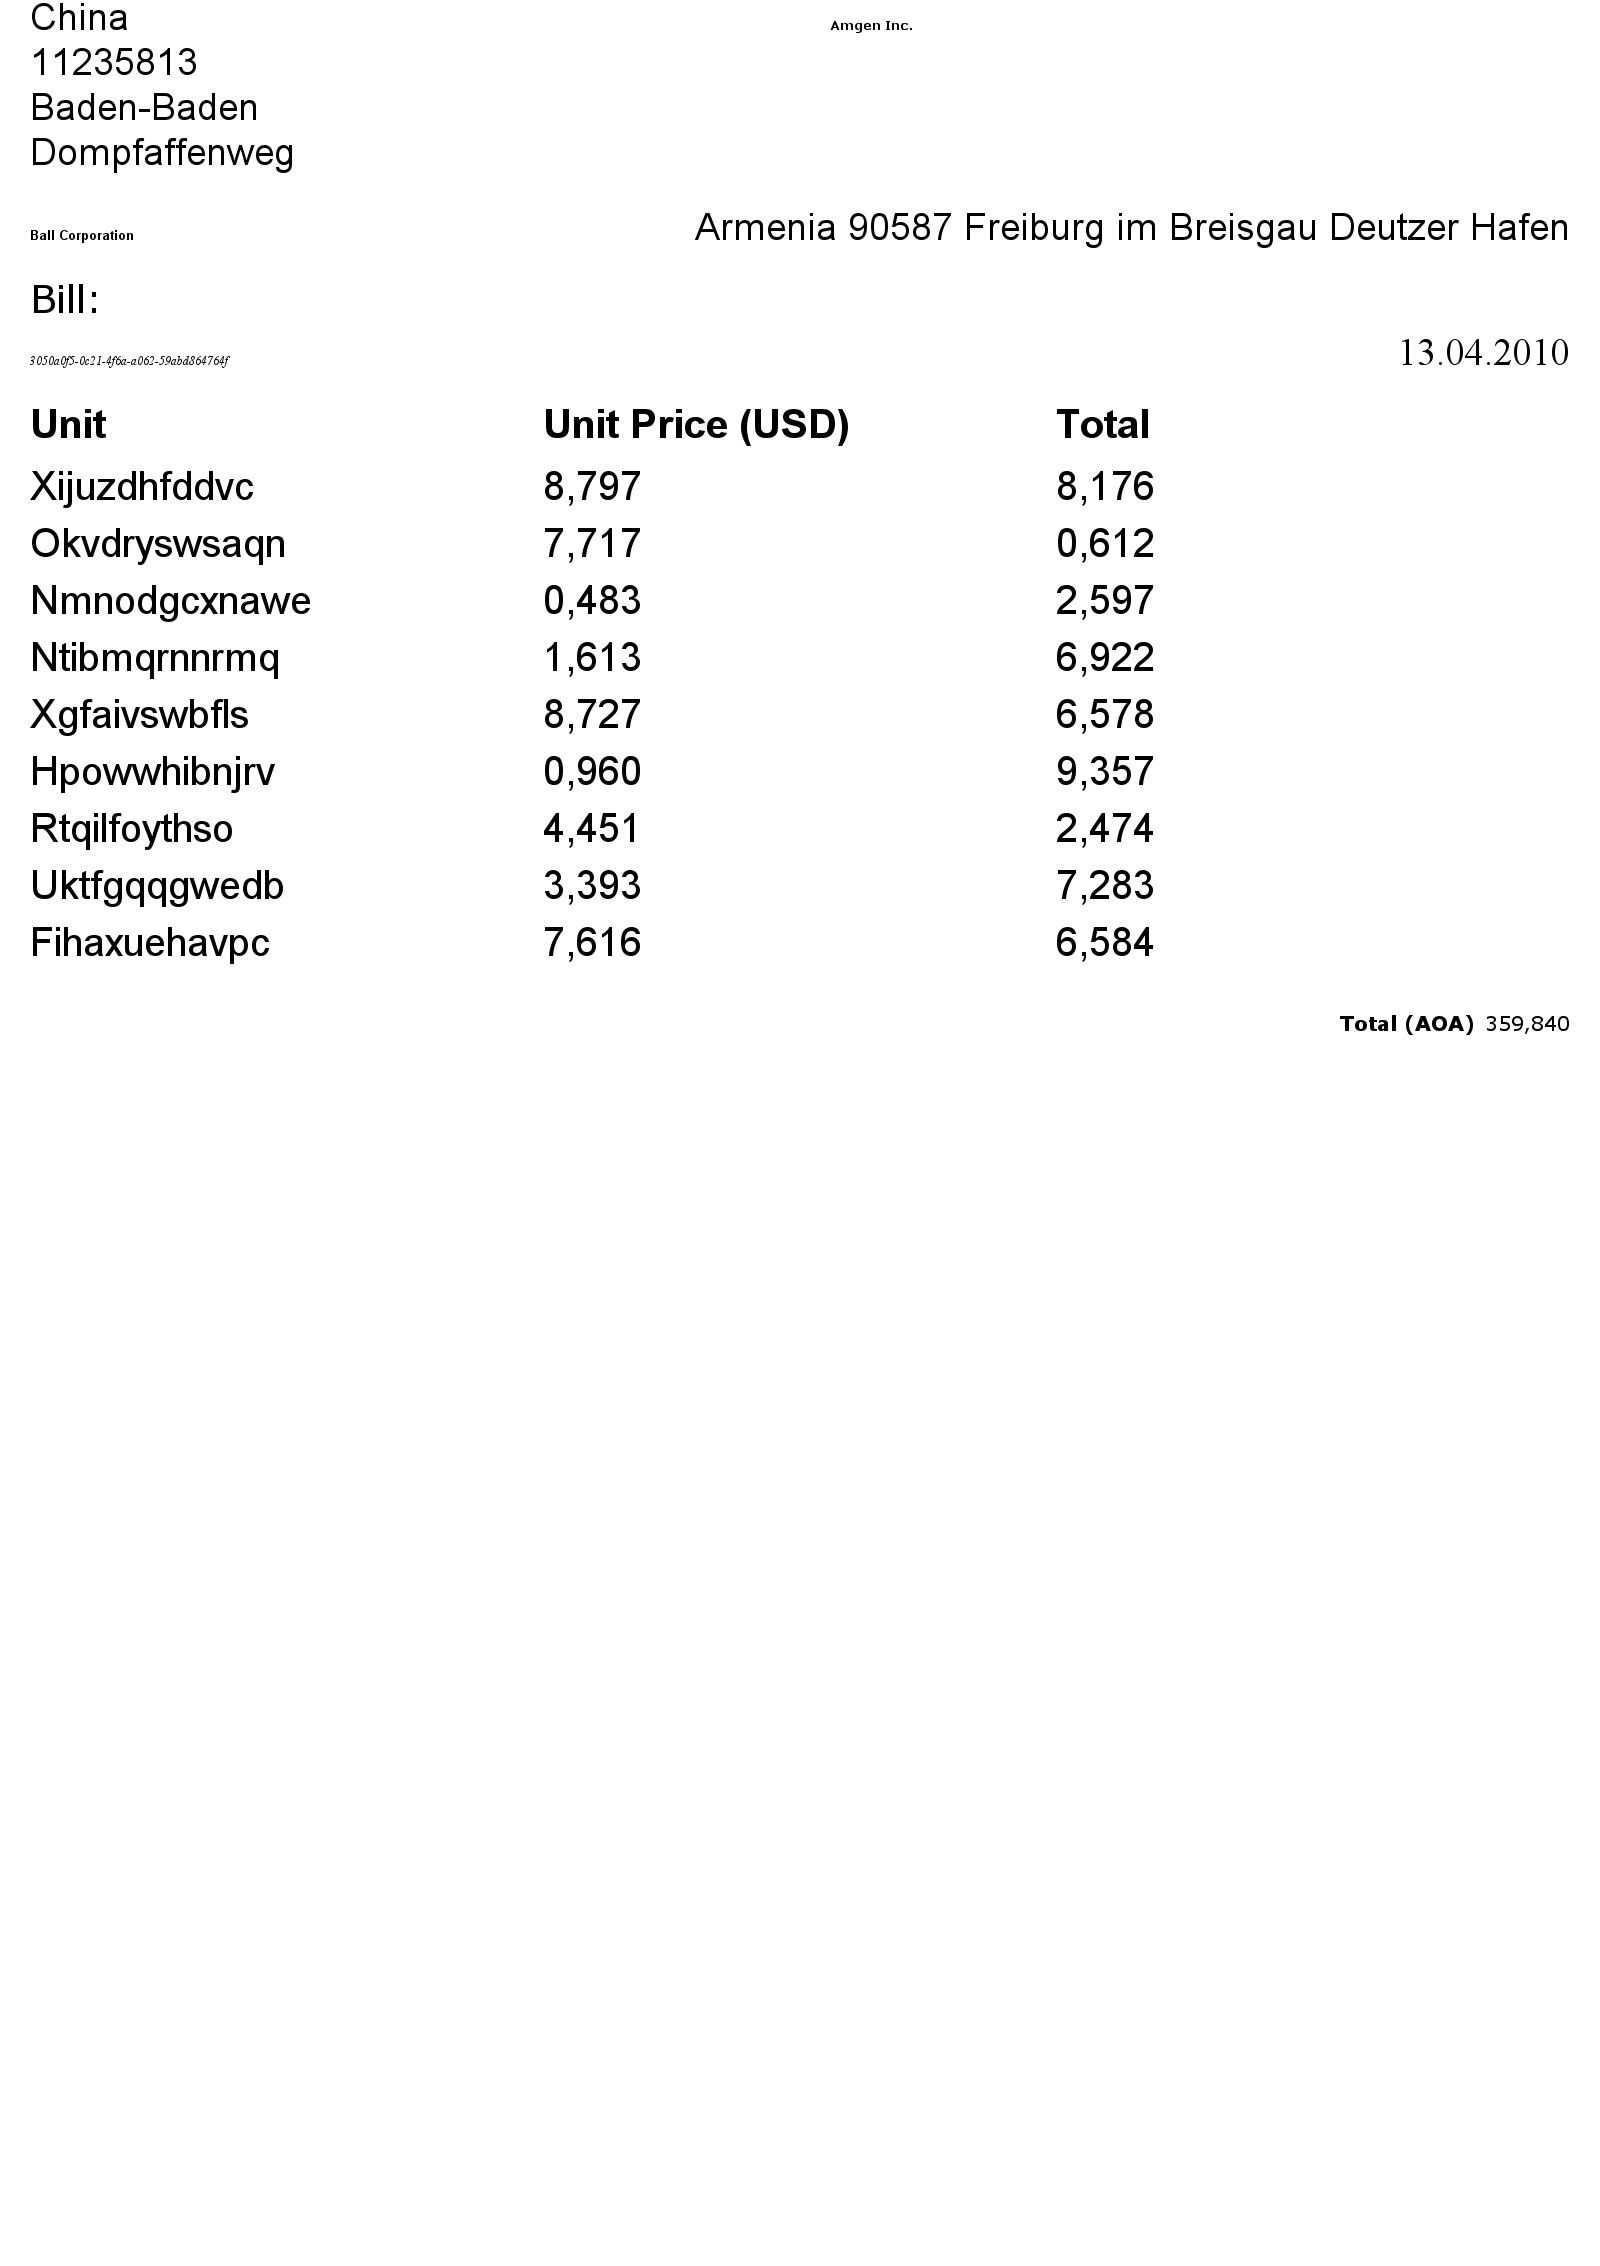 China
Amgen Inc.
11235813
Baden-Baden
Dompfaffenweg
Ball Corporation
Armenia 90587 Freiburg im Breisgau Deutzer Hafen
Bill:
3050a0f5-0c21-4f6a-a062-59abd864764f
13.04.2010
Unit Unit Price (USD) Total
Xijuzdhfddvc 8,797 8,176
Okvdryswsaqn 7,717 0,612
Nmnodgcxnawe 0,483 2,597
Ntibmqrnnrmq 1,613 6,922
Xgfaivswbfls 8,727 6,578
Hpowwhibnjrv 0,960 9,357
Rtqilfoythso 4,451 2,474
Uktfgqqgwedb 3,393 7,283
Fihaxuehavpc 7,616 6,584
Total (AOA) 359,840